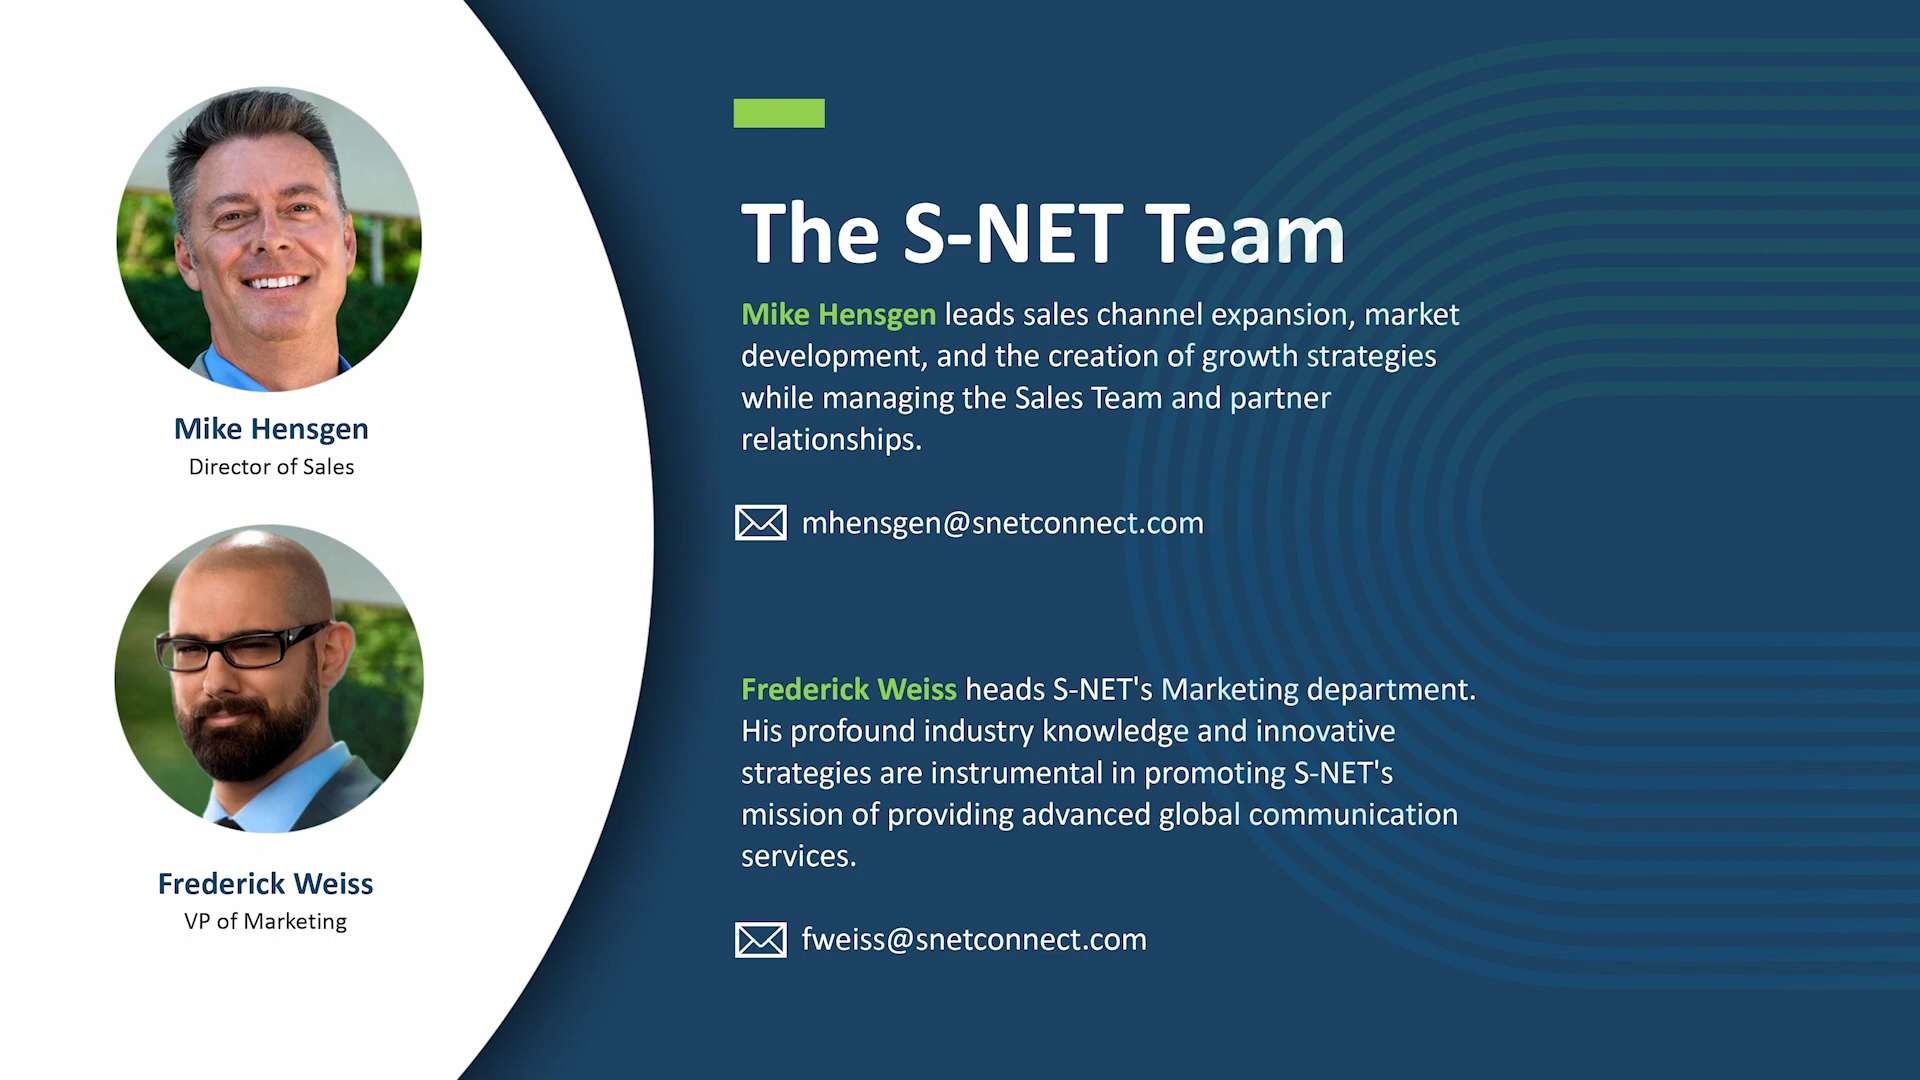 Mike Hensgen
Director of Sales
Frederick Weiss
VP of Marketing
The S-NET Team
Mike Hensgen leads sales channel expansion, market
development, and the creation of growth strategies
while managing the Sales Team and partner
relationships.
mhensgen@snetconnect.com
Frederick Weiss heads S-NET's Marketing department.
His profound industry knowledge and innovative
strategies are instrumental in promoting S-NET's
mission of providing advanced global communication
services.
fweiss@snetconnect.com